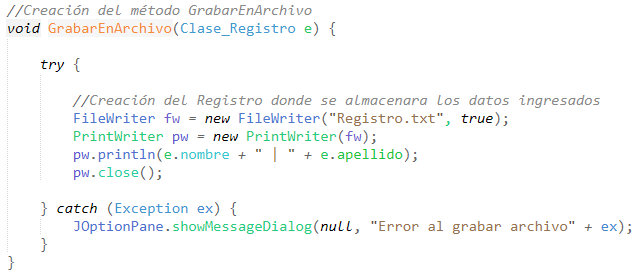 //Creación del método GrabarEnArchivo
void GrabarEnArchivo(Clase_Registro e) {
try {
//Creación del Registro donde se almacenara los datos ingresados
FileWriter fw = new FileWriter("Registro.txt", true);
PrintWriter pw = new PrintWriter(fw);
pw.println(e.nombre + " | " + e.apellido);
pw.close();
} catch (Exception ex) {
JOptionPane.showMessageDialog(null, "Error al grabar archivo" + ex);
}
}